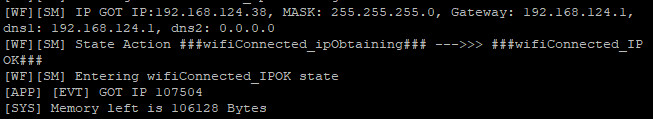 [WF][SM] IP GOT IP:192.168.124.38, MASK: 255.255.255.0, Gateway: 192.168.124.1,
dns1: 192.168.124.1, dns2: 0.0.0.0
[WF][SM] State Action ###wifiConnected_ipObtaining### --->>> ###wifiConnected_IP
OK###
[WF][SM] Entering wifiConnected_IPOK state
[APP] [EVT] GOT IP 107504
[SYS] Memory left is 106128 Bytes